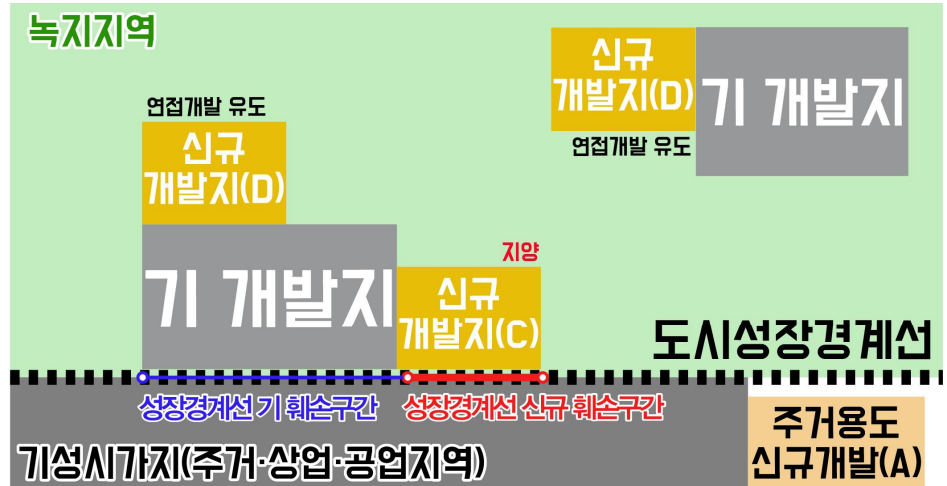 녹지지역
연접개발 유도
신규
개발지(D)
기 개발지
지양
신규
개발지(C)
신규
개발지(D)
기 개발지
연접개발 유도
도시성장경계선
성장경계선 기 훼손구간
성장경계선 신규 훼손구간
기성시가지(주거·상업·공업지역)
주거용도
신규개발(A)